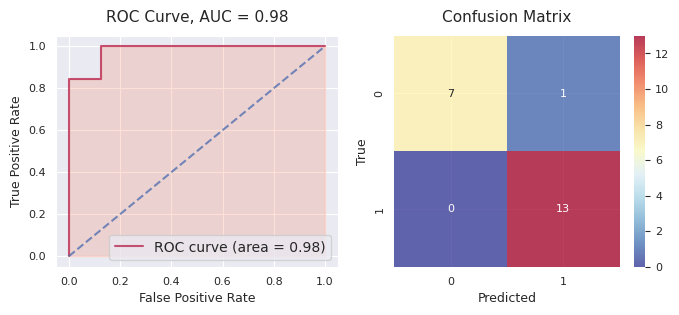 ROC Curve, AUC = 0.98
1.0
0.8
0.6
0.4
0.2
0.0
True Positive Rate
ROC curve (area = 0.98)
0.0 0.2 0.4 0.6 0.8 1.0
False Positive Rate
Confusion Matrix
True
0
1
7 1
0 13
0 1
Predicted
12
10
8
6
4
2
0